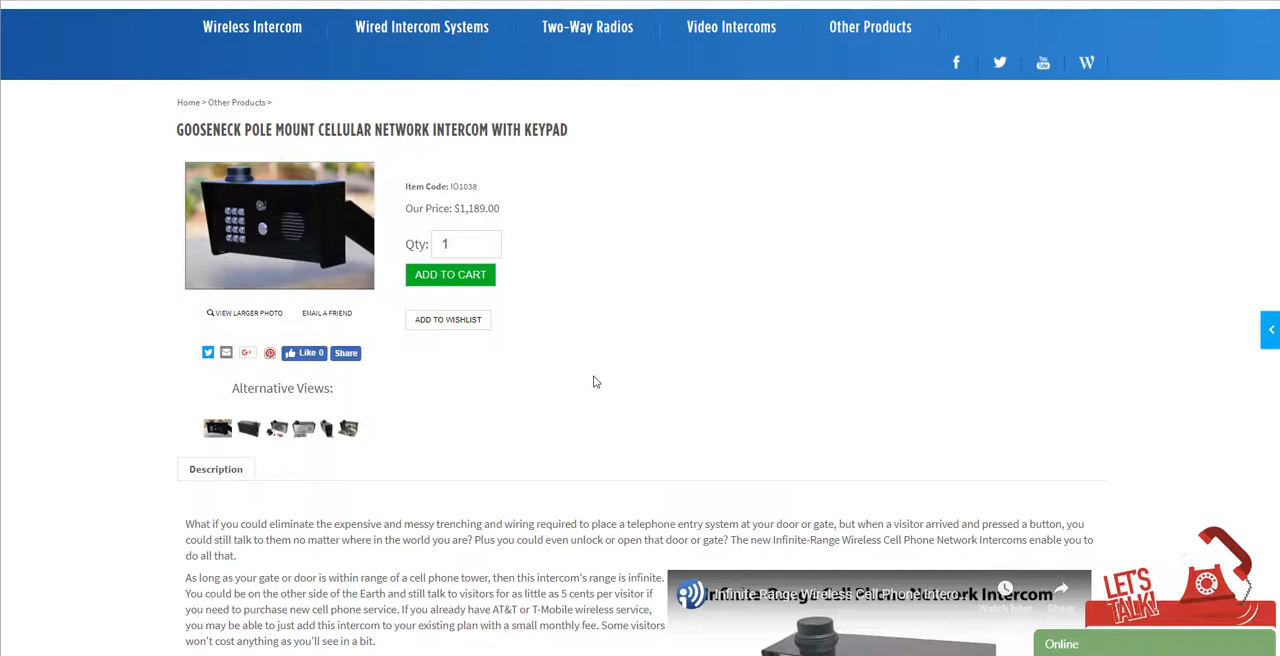 Wireless Intercom Wired Intercom Systems Two-Way Radios Video Intercoms Other Products
Home > Other Products >
GOOSENECK POLE MOUNT CELLULAR NETWORK INTERCOM WITH KEYPAD
Item Code: IO1038
Our Price: $1,189.00
Qty: 1
ADD TO CART
VIEW LARGER PHOTO EMAIL A FRIEND
ADD TO WISHLIST
G+ Like 0 Share
Alternative Views:
Description
What if you could eliminate the expensive and messy trenching and wiring required to place a telephone entry system at your door or gate, but when a visitor arrived and pressed a button, you
could still talk to them no matter where in the world you are? Plus you could even unlock or open that door or gate? The new Infinite-Range Wireless Cell Phone Network Intercoms enable you to
do all that.
As long as your gate or door is within range of a cell phone tower, then this intercom's range is infinite.
You could be on the other side of the Earth and still talk to visitors for as little as 5 cents per visitor if
you need to purchase new cell phone service. If you already have AT&T or T-Mobile wireless service,
you may be able to just add this intercom to your existing plan with a small monthly fee. Some visitors
won't cost anything as you'll see in a bit.
Infinite Range Wireless Cell Phone Interco...
Watch later Share
LET'S
TALK!
Online